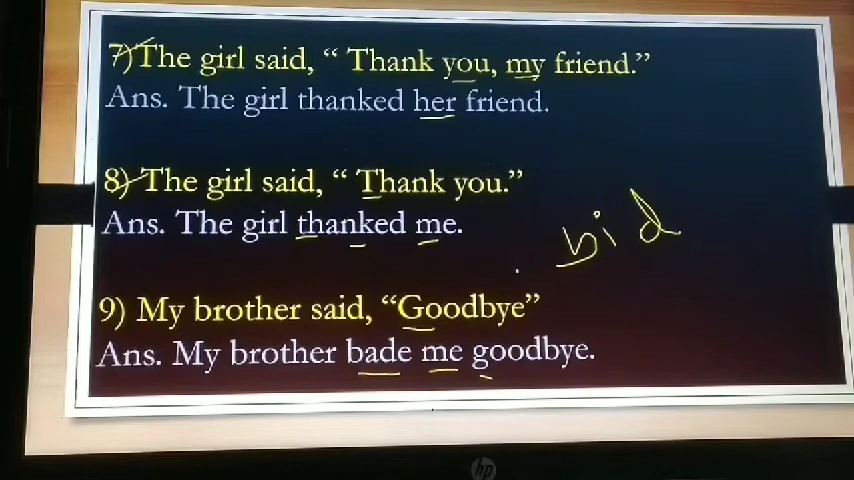 7) The girl said, “ Thank you, my friend.”
Ans. The girl thanked her friend.
8) The girl said, “ Thank you.”
Ans. The girl thanked me.
bid
9) My brother said, “Goodbye”
Ans. My brother bade me goodbye.
hp